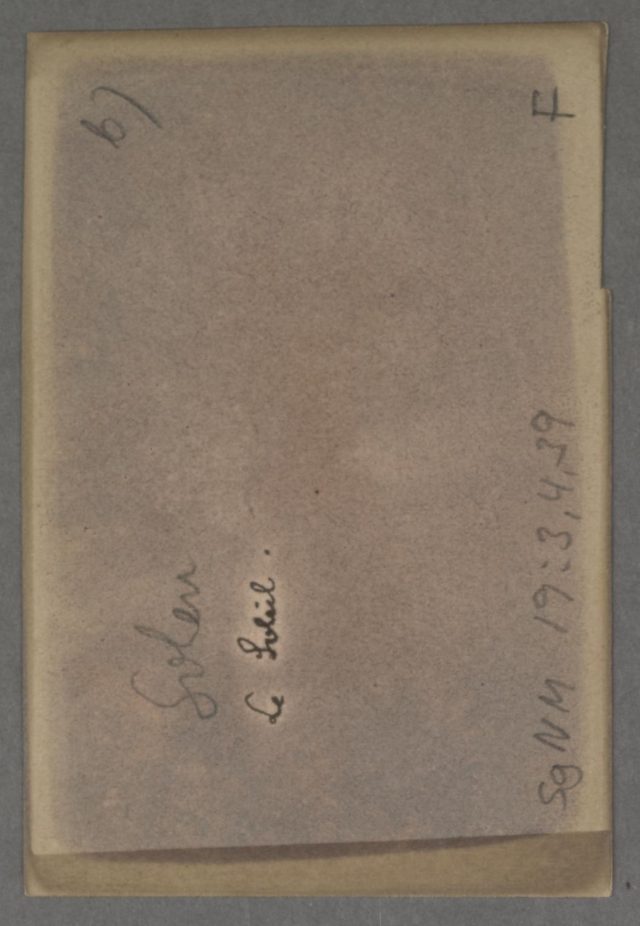 b)
Solen
Le Soleil.
SgNM 19:3,4,39
F